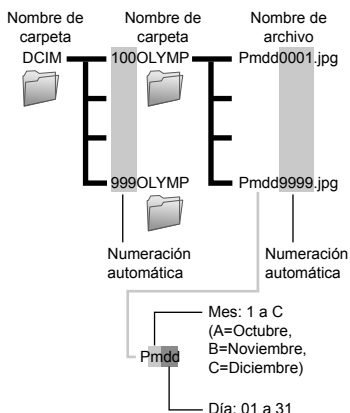 Nombre de
carpeta
Nombre de
carpeta
Nombre de
archivo
DCIM
100OLYMP
Pmdd0001.jpg
999OLYMP
Pmdd9999.jpg
Numeración
automática
Numeración
automática
Pmdd
Mes: 1 a C
(A=Octubre,
B=Noviembre,
C=Diciembre)
Día: 01 a 31